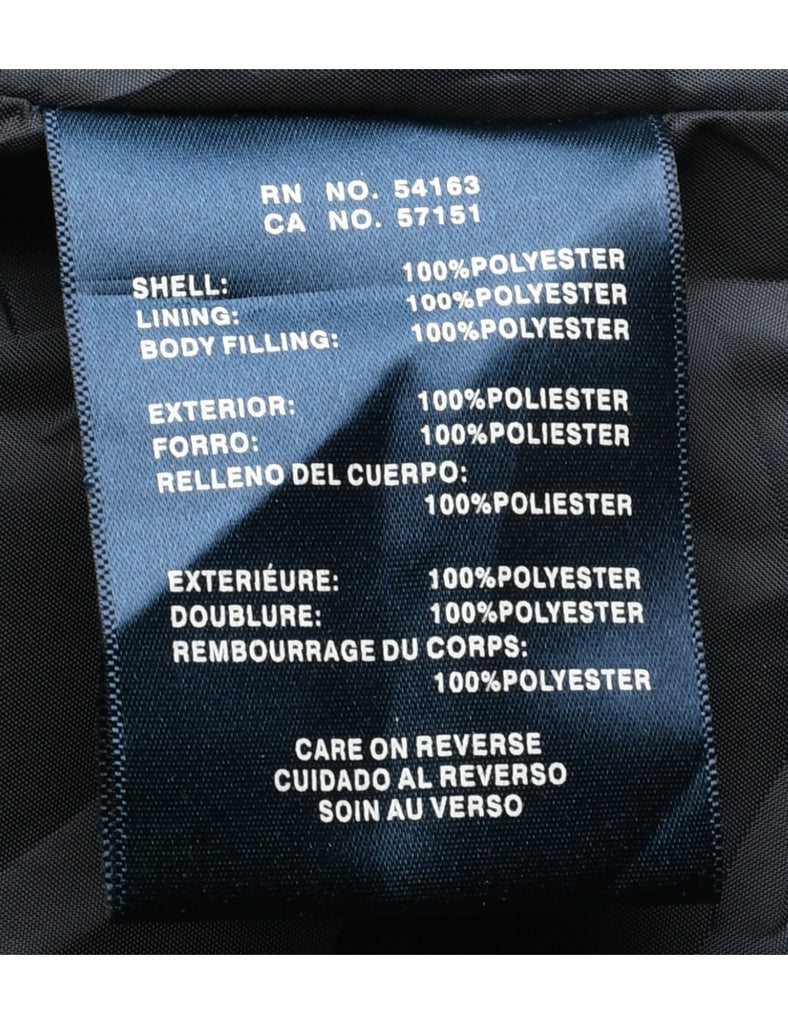 RN NO. 54163
CA NO. 57151
SHELL: 100%POLYESTER
LINING: 100%POLYESTER
BODY FILLING: 100%POLYESTER
EXTERIOR: 100%POLIESTER
FORRO: 100%POLIESTER
RELLENO DEL CUERPO:
100%POLIESTER
EXTERIÉURE: 100%POLYESTER
DOUBLURE: 100%POLYESTER
REMBOURRAGE DU CORPS:
100%POLYESTER
CARE ON REVERSE
CUIDADO AL REVERSO
SOIN AU VERSO